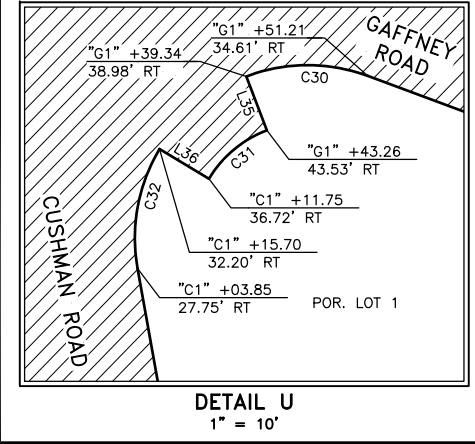 "G1" +51.21
34.61' RT
GAFFNEY
ROAD
"G1" +39.34
38.98' RT
C30
L35
"G1" +43.26
43.53' RT
L36
C31
C32
"C1" +11.75
36.72' RT
"C1" +15.70
32.20' RT
CUSHMAN ROAD
"C1" +03.85
27.75' RT
POR. LOT 1
DETAIL U
1" = 10'